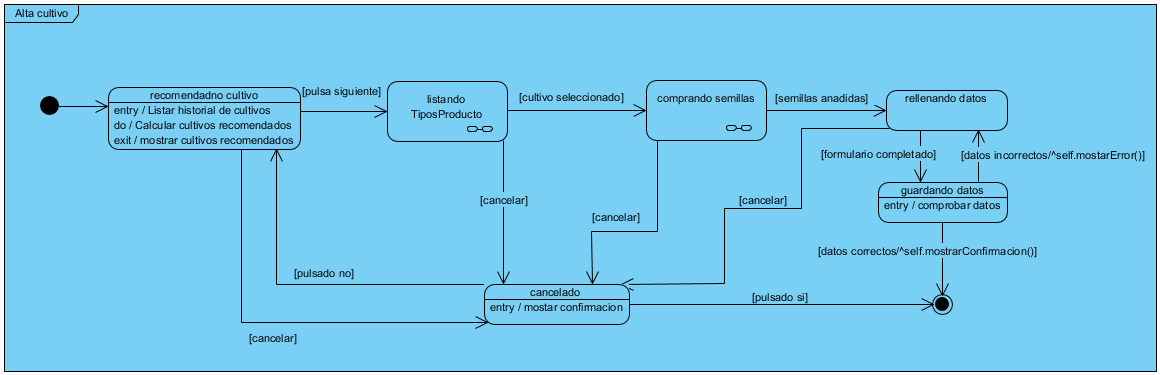 Alta cultivo
recomendadno cultivo
entry / Listar historial de cultivos
do / Calcular cultivos recomendados
exit / mostrar cultivos recomendados
[pulsa siguiente]
listando
TiposProducto
[cultivo seleccionado]
comprando semillas
[semillas anadidas]
rellenando datos
[formulario completado]
[datos incorrectos/^self.mostarError()]
guardando datos
entry / comprobar datos
[cancelar]
[cancelar]
[cancelar]
[datos correctos/^self.mostrarConfirmacion()]
[pulsado no]
cancelado
entry / mostar confirmacion
[pulsado si]
[cancelar]